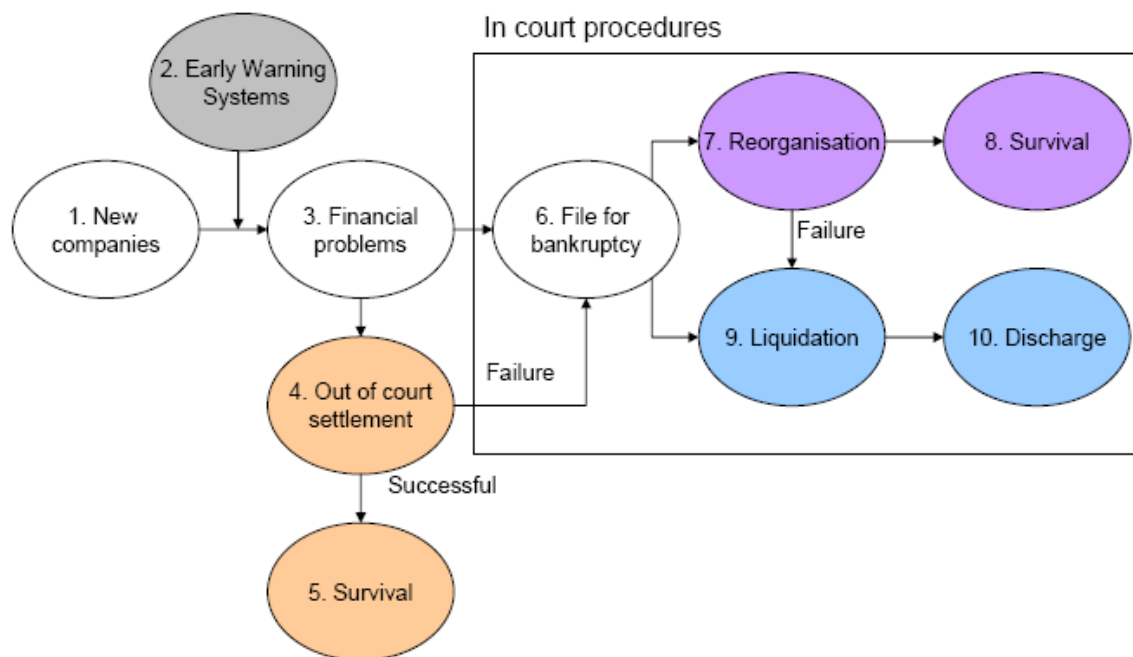 In court procedures
2. Early Warning
Systems
1. New
companies
3. Financial
problems
6. File for
bankruptcy
7. Reorganisation
8. Survival
Failure
9. Liquidation
10. Discharge
4. Out of court
settlement
Failure
Successful
5. Survival